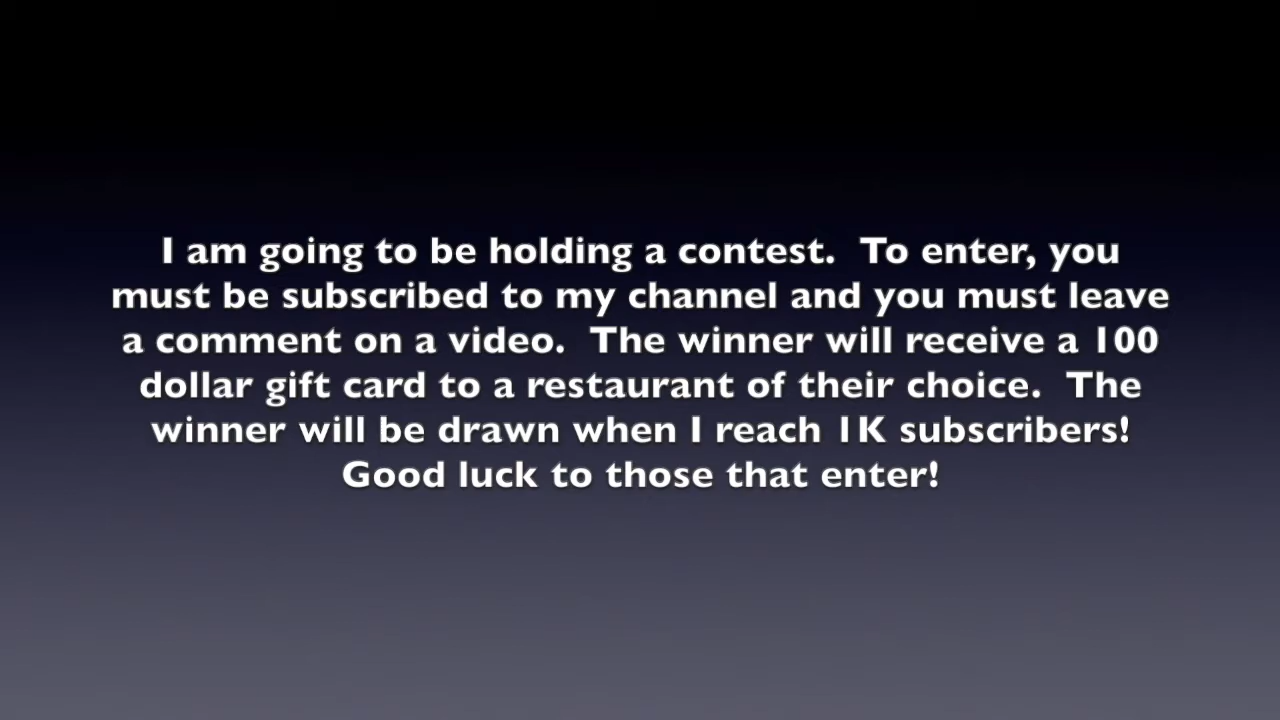 I am going to be holding a contest.  To enter, you
must be subscribed to my channel and you must leave
a comment on a video.  The winner will receive a 100
dollar gift card to a restaurant of their choice.  The
winner will be drawn when I reach 1K subscribers!
Good luck to those that enter!